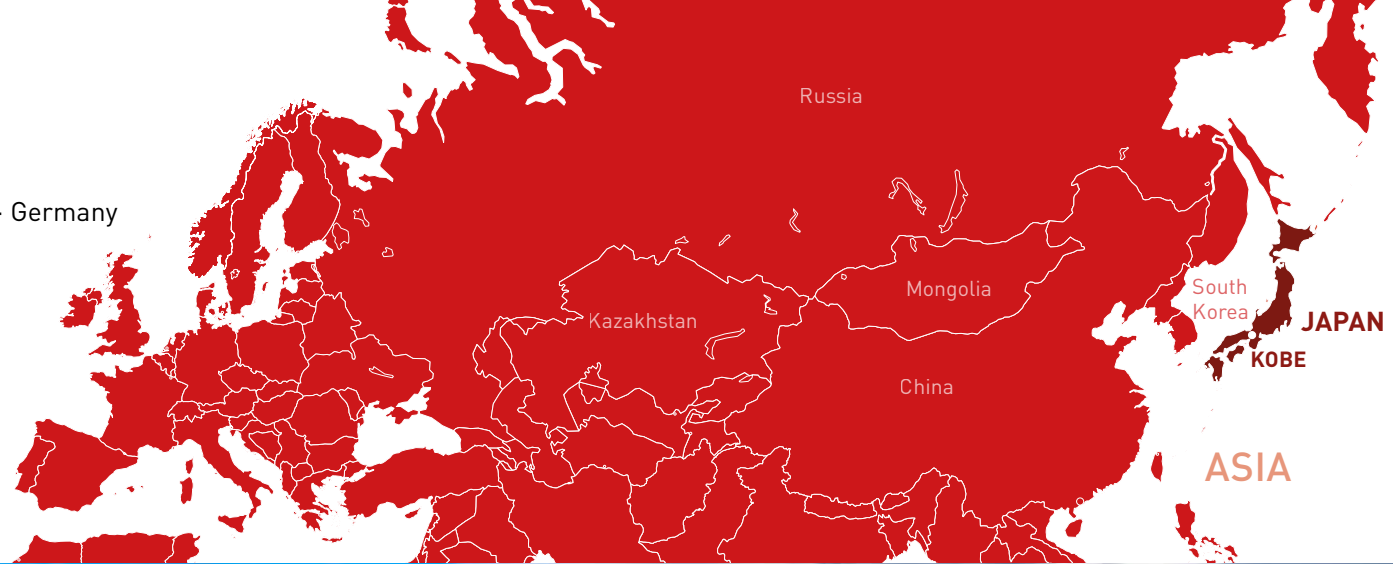 Russia
- Germany
Mongolia
South
Korea
Kazakhstan
JAPAN
KOBE
China
ASIA